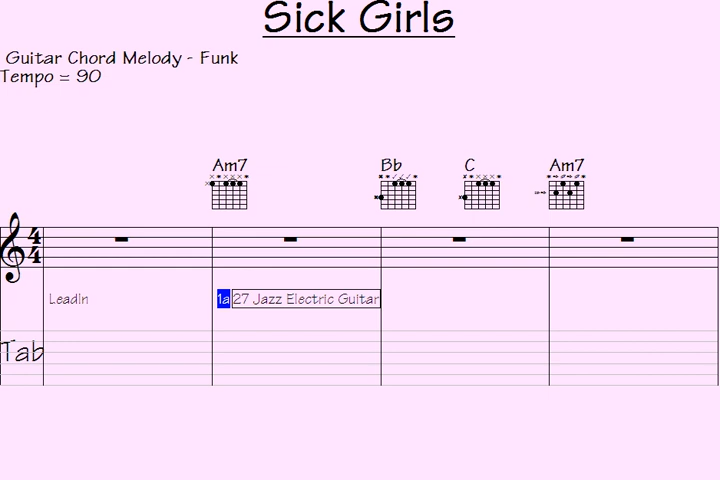 Sick Girls
Guitar Chord Melody - Funk
Tempo = 90
Am7 Bb C Am7
4
4
LeadIn 1a 27 Jazz Electric Guitar
Tab